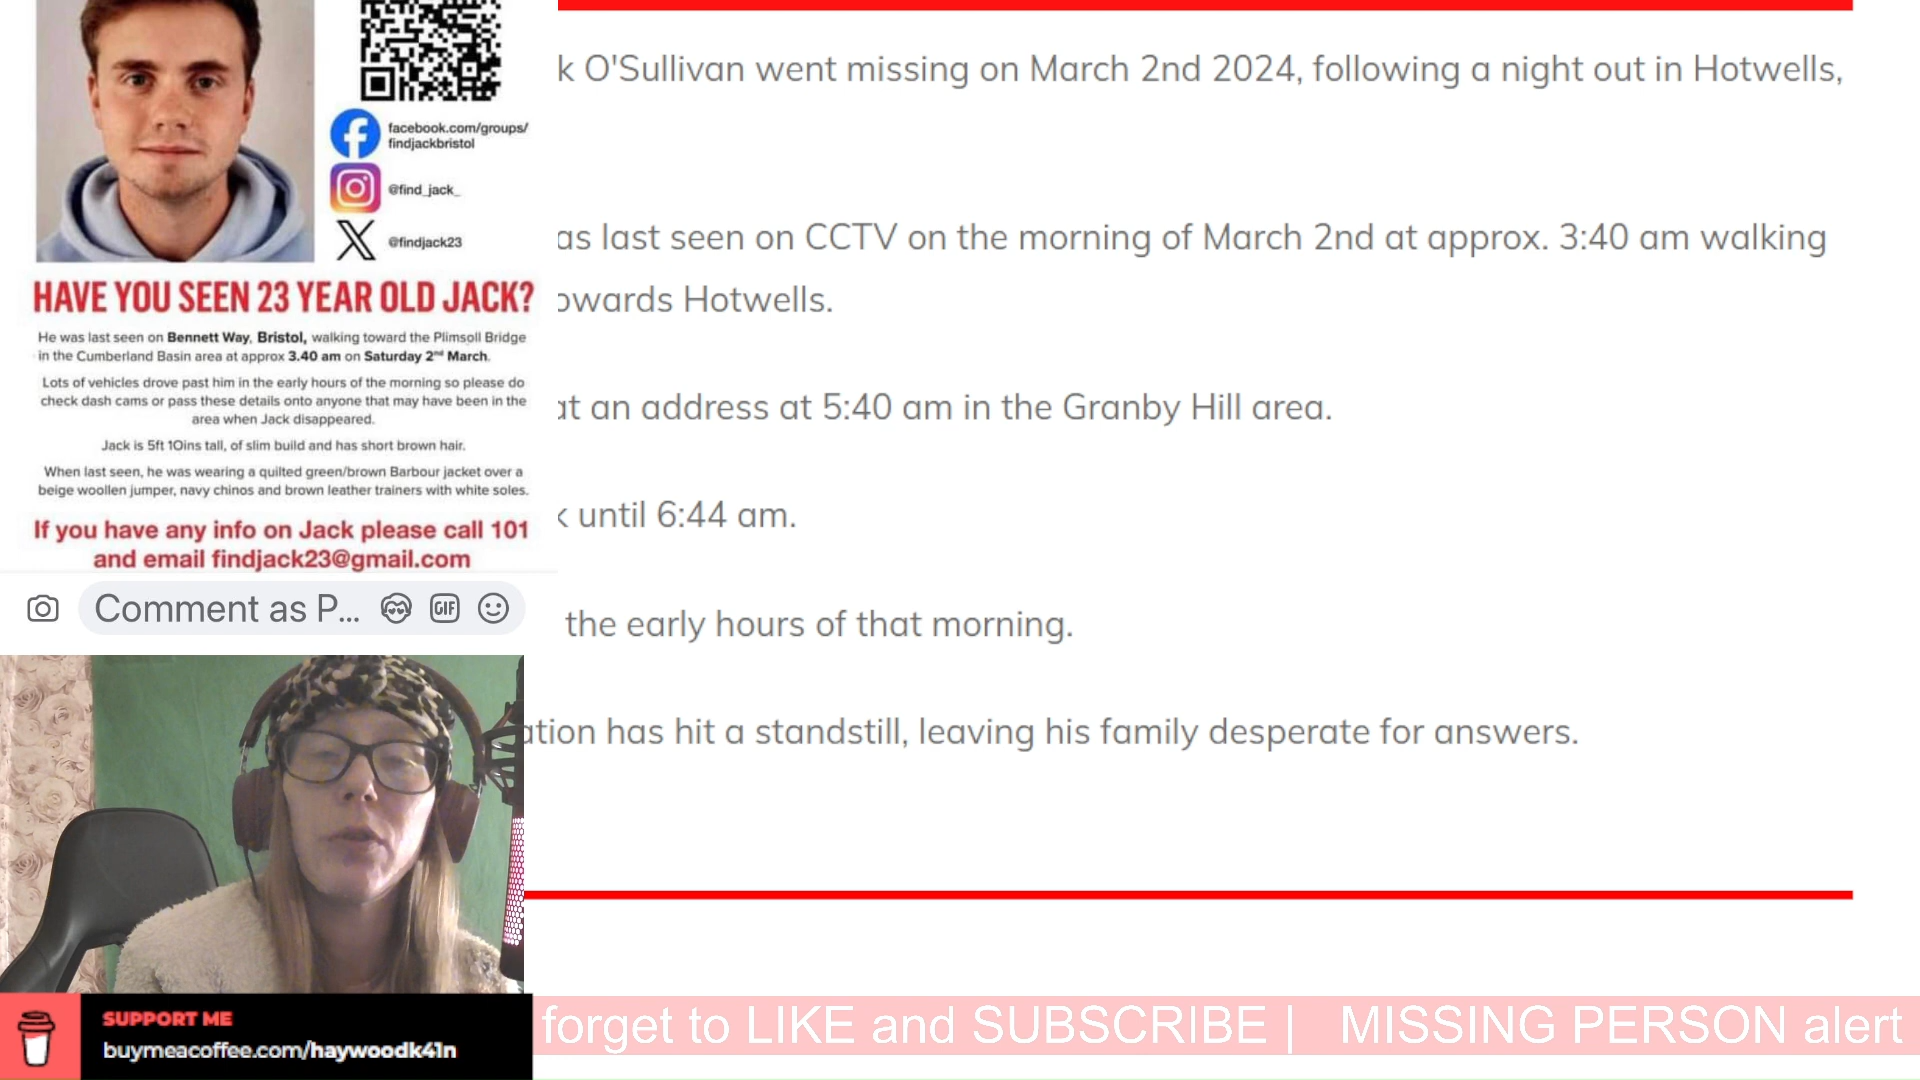 facebook.com/groups/
findjackbristol
@find_jack_
@findjack23
HAVE YOU SEEN 23 YEAR OLD JACK?
He was last seen on Bennett Way, Bristol, walking toward the Plimsoll Bridge
in the Cumberland Basin area at approx 3.40 am on Saturday 2nd March.
Lots of vehicles drove past him in the early hours of the morning so please do
check dash cams or pass these details onto anyone that may have been in the
area when Jack disappeared.
Jack is 5ft 10ins tall, of slim build and has short brown hair.
When last seen, he was wearing a quilted green/brown Barbour jacket over a
beige woollen jumper, navy chinos and brown leather trainers with white soles.
If you have any info on Jack please call 101
and email findjack23@gmail.com
Comment as P...
GIF
k O'Sullivan went missing on March 2nd 2024, following a night out in Hotwells,
as last seen on CCTV on the morning of March 2nd at approx. 3:40 am walking
owards Hotwells.
at an address at 5:40 am in the Granby Hill area.
k until 6:44 am.
the early hours of that morning.
ation has hit a standstill, leaving his family desperate for answers.
SUPPORT ME
buymeacoffee.com/haywoodk41n
forget to LIKE and SUBSCRIBE | MISSING PERSON alert